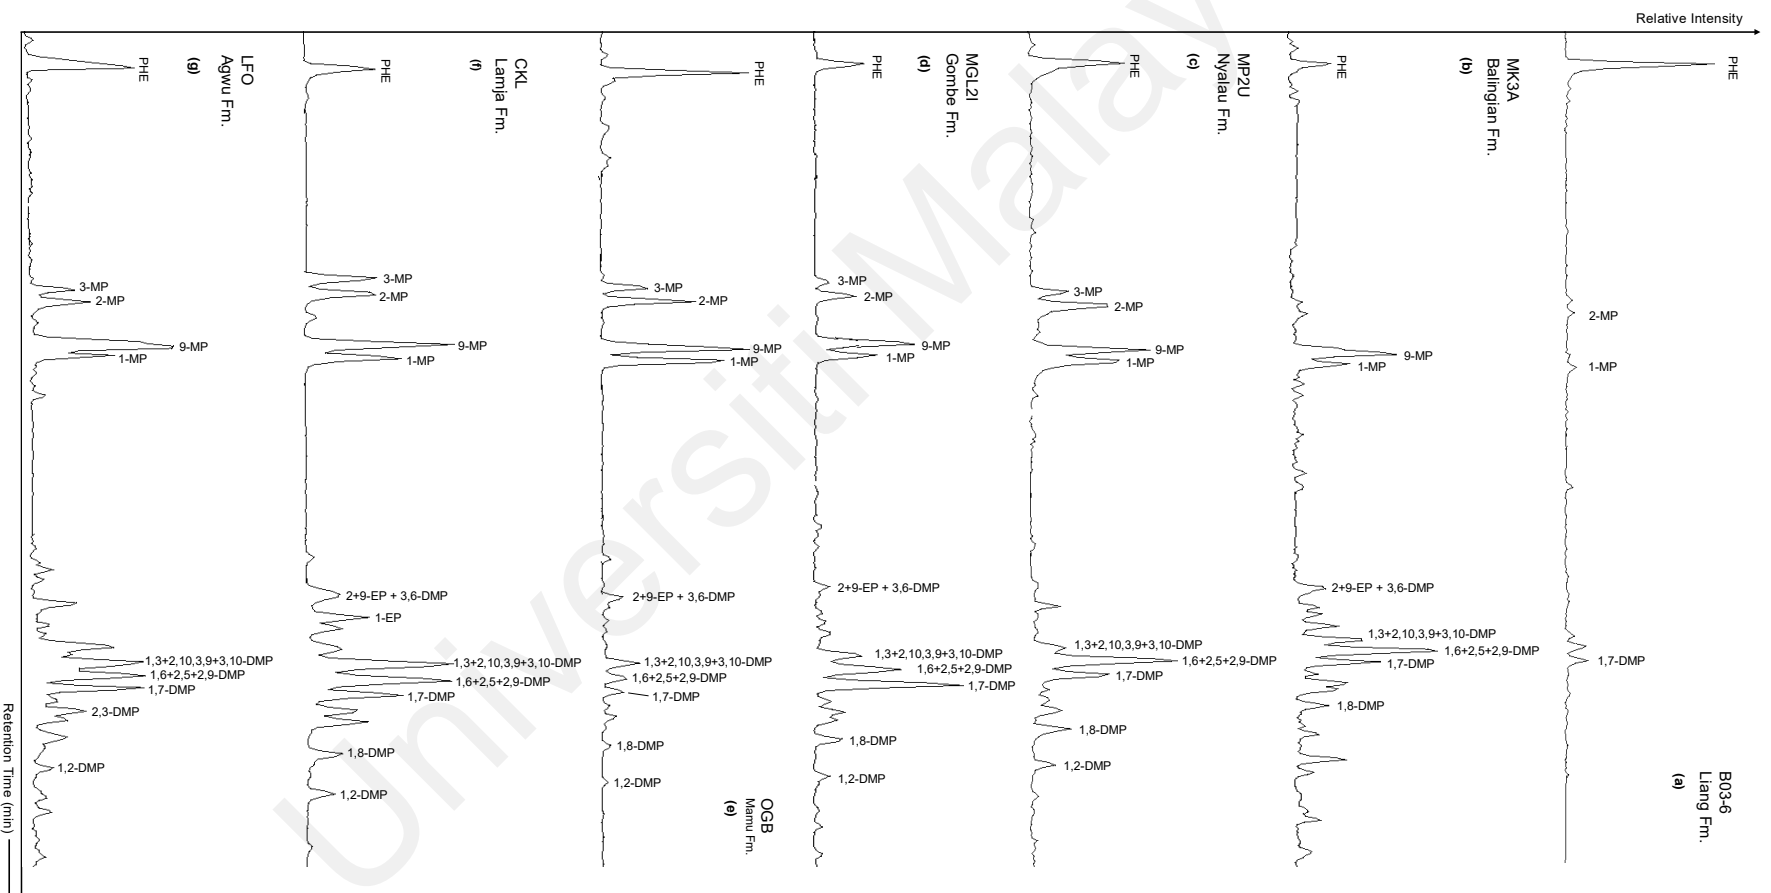 Relative Intensity
PHE
2-MP
1-MP
1,7-DMP
B03-6
Liang Fm.
(a)
PHE
MK3A
Balingian Fm.
(b)
9-MP
1-MP
2+9-EP + 3,6-DMP
1,3+2,10,3,9+3,10-DMP
1,6+2,5+2,9-DMP
1,7-DMP
1,8-DMP
PHE
MP2U
Nyalau Fm.
(c)
3-MP
2-MP
9-MP
1-MP
1,3+2,10,3,9+3,10-DMP
1,6+2,5+2,9-DMP
1,7-DMP
1,8-DMP
1,2-DMP
PHE
MGL2I
Gombe Fm.
(d)
3-MP
2-MP
9-MP
1-MP
2+9-EP + 3,6-DMP
1,3+2,10,3,9+3,10-DMP
1,6+2,5+2,9-DMP
1,7-DMP
1,8-DMP
1,2-DMP
PHE
3-MP
2-MP
9-MP
1-MP
2+9-EP + 3,6-DMP
1,3+2,10,3,9+3,10-DMP
1,6+2,5+2,9-DMP
1,7-DMP
1,8-DMP
1,2-DMP
OGB
Mamu Fm.
(e)
PHE
CKL
Lamja Fm.
(f)
3-MP
2-MP
9-MP
1-MP
2+9-EP + 3,6-DMP
1-EP
1,3+2,10,3,9+3,10-DMP
1,6+2,5+2,9-DMP
1,7-DMP
1,8-DMP
1,2-DMP
PHE
LFO
Agwu Fm.
(g)
3-MP
2-MP
9-MP
1-MP
1,3+2,10,3,9+3,10-DMP
1,6+2,5+2,9-DMP
1,7-DMP
2,3-DMP
1,2-DMP
Retention Time (min)
Universiti Malay